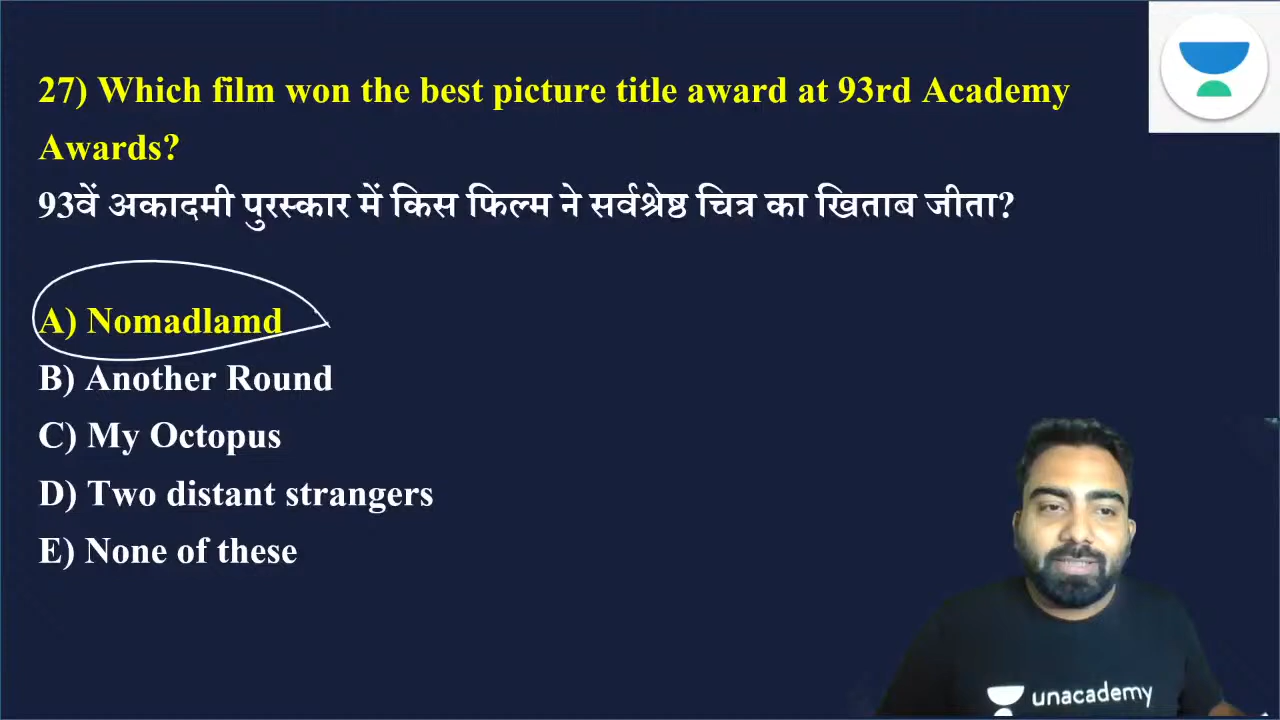 27) Which film won the best picture title award at 93rd Academy
Awards?
93वें अकादमी पुरस्कार में किस फिल्म ने सर्वश्रेष्ठ चित्र का खिताब जीता?
A) Nomadlamd
B) Another Round
C) My Octopus
D) Two distant strangers
E) None of these
unacademy